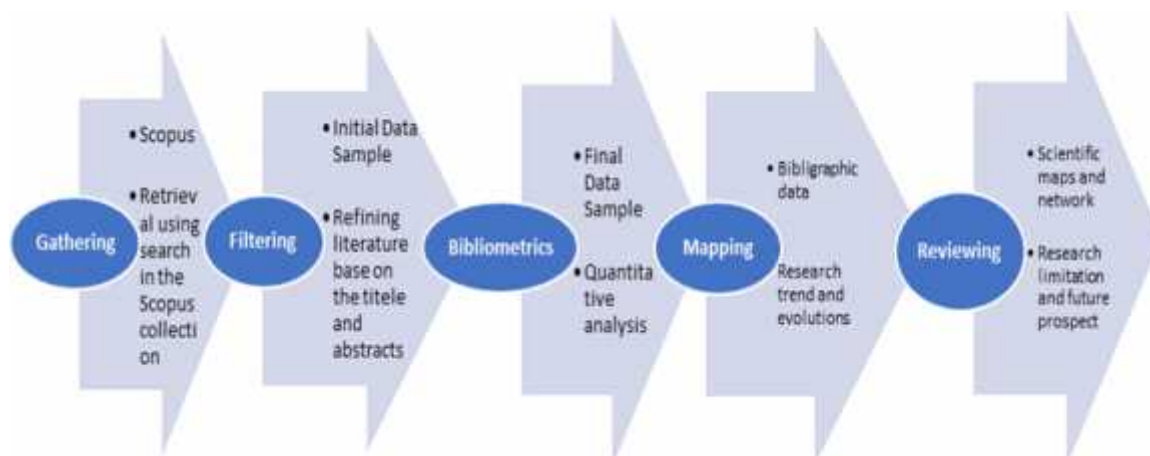 Gathering
• Scopus
• Retriev
al using
search
in the
Scopus
collecti
on
Filtering
• Initial Data
Sample
• Refining
literature
base on
the titele
and
abstracts
Bibliometrics
• Final
Data
Sample
• Quantita
tive
analysis
Mapping
• Bibligraphic
data
Research
trend and
evolutions
Reviewing
• Scientific
maps and
network
• Research
limitation
and future
prospect